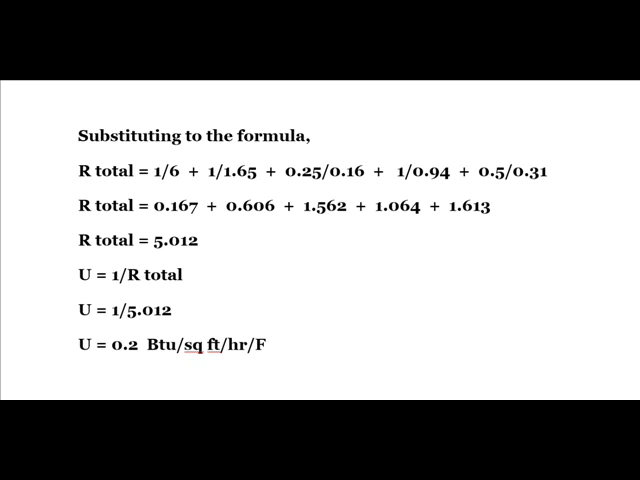 Substituting to the formula,
R total = 1/6 + 1/1.65 + 0.25/0.16 + 1/0.94 + 0.5/0.31
R total = 0.167 + 0.606 + 1.562 + 1.064 + 1.613
R total = 5.012
U = 1/R total
U = 1/5.012
U = 0.2 Btu/sq ft/hr/F